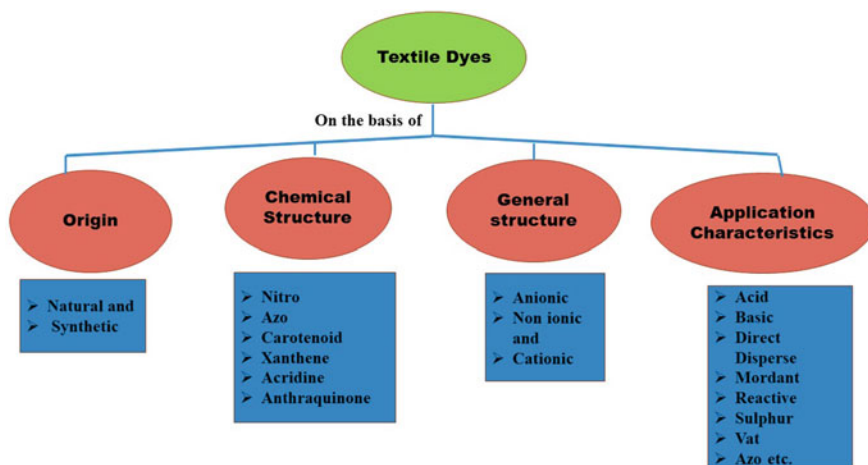 Textile Dyes
On the basis of
Origin
Natural and
Synthetic
Chemical
Structure
Nitro
Azo
Carotenoid
Xanthene
Acridine
Anthraquinone
General
structure
Anionic
Non ionic
and
Cationic
Application
Characteristics
Acid
Basic
Direct
Disperse
Mordant
Reactive
Sulphur
Vat
Azo etc.